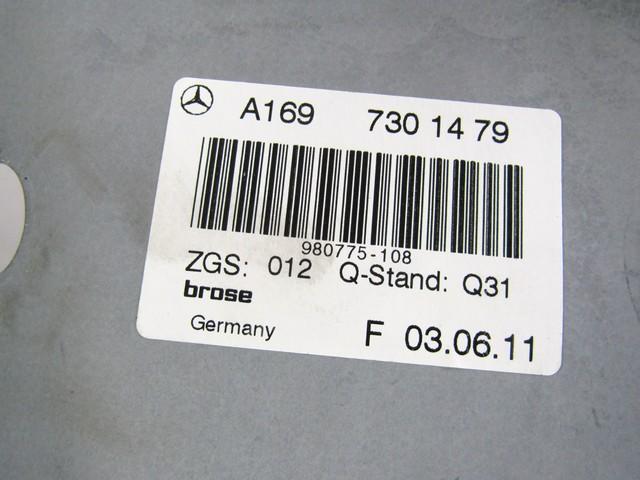 A169 730 14 79
980775-108
ZGS: 012 Q-Stand: Q31
brose
Germany F 03.06.11